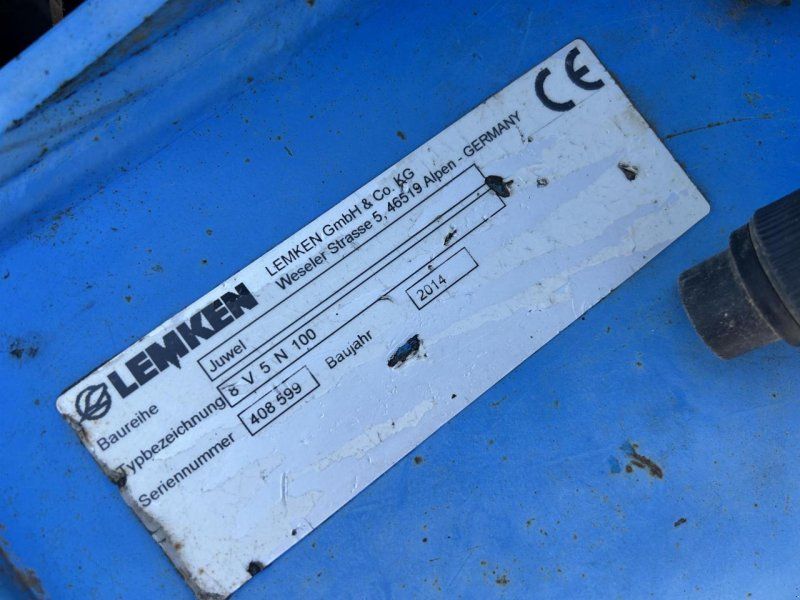 LEMKEN
LEMKEN GmbH & Co. KG
Weseler Strasse 5, 46519 Alpen - GERMANY
CE
Baureihe Juwel
Typbezeichnung 8 V 5 N 100
Seriennummer 408 599 Baujahr 2014